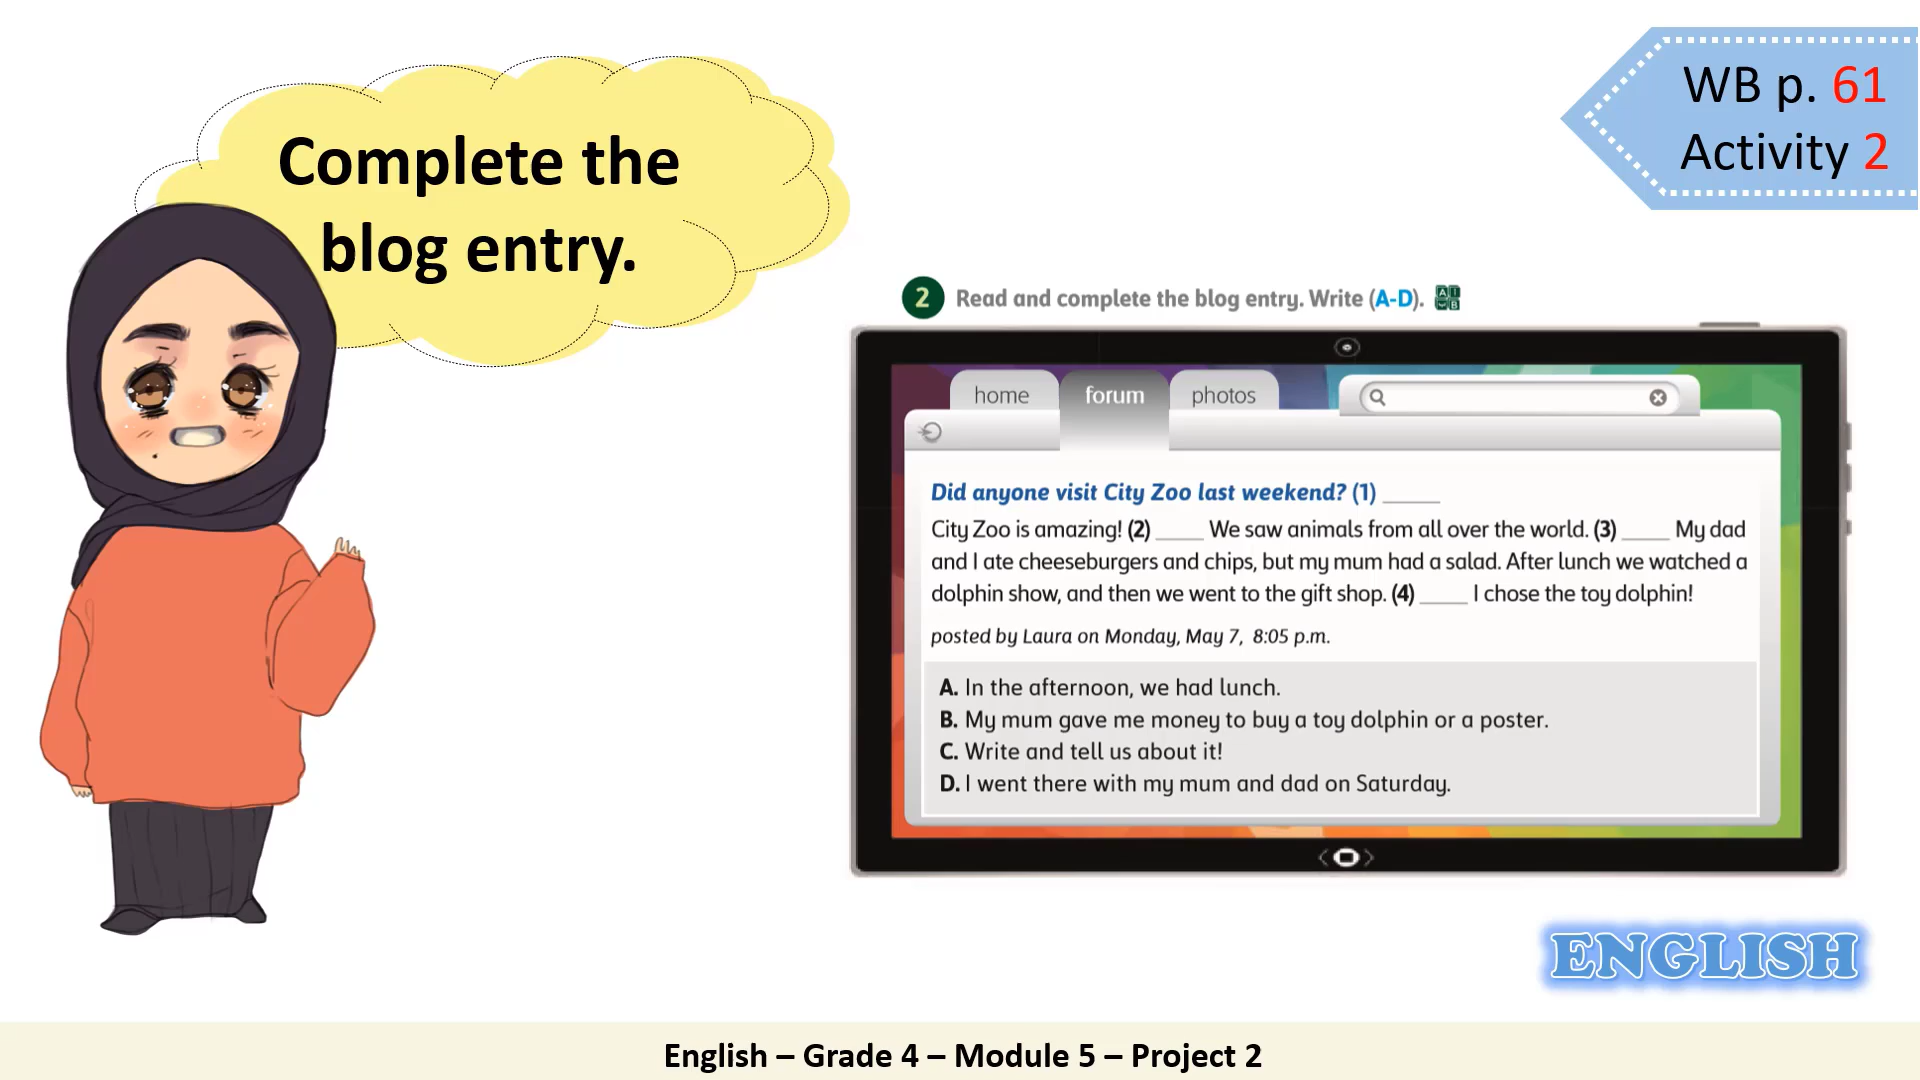 Complete the
blog entry.
WB p. 61
Activity 2
2 Read and complete the blog entry. Write (A-D).
home forum photos
Did anyone visit City Zoo last weekend? (1) _____
City Zoo is amazing! (2) ____ We saw animals from all over the world. (3) ____ My dad
and I ate cheeseburgers and chips, but my mum had a salad. After lunch we watched a
dolphin show, and then we went to the gift shop. (4) ____ I chose the toy dolphin!
posted by Laura on Monday, May 7, 8:05 p.m.
A. In the afternoon, we had lunch.
B. My mum gave me money to buy a toy dolphin or a poster.
C. Write and tell us about it!
D. I went there with my mum and dad on Saturday.
ENGLISH
English – Grade 4 – Module 5 – Project 2